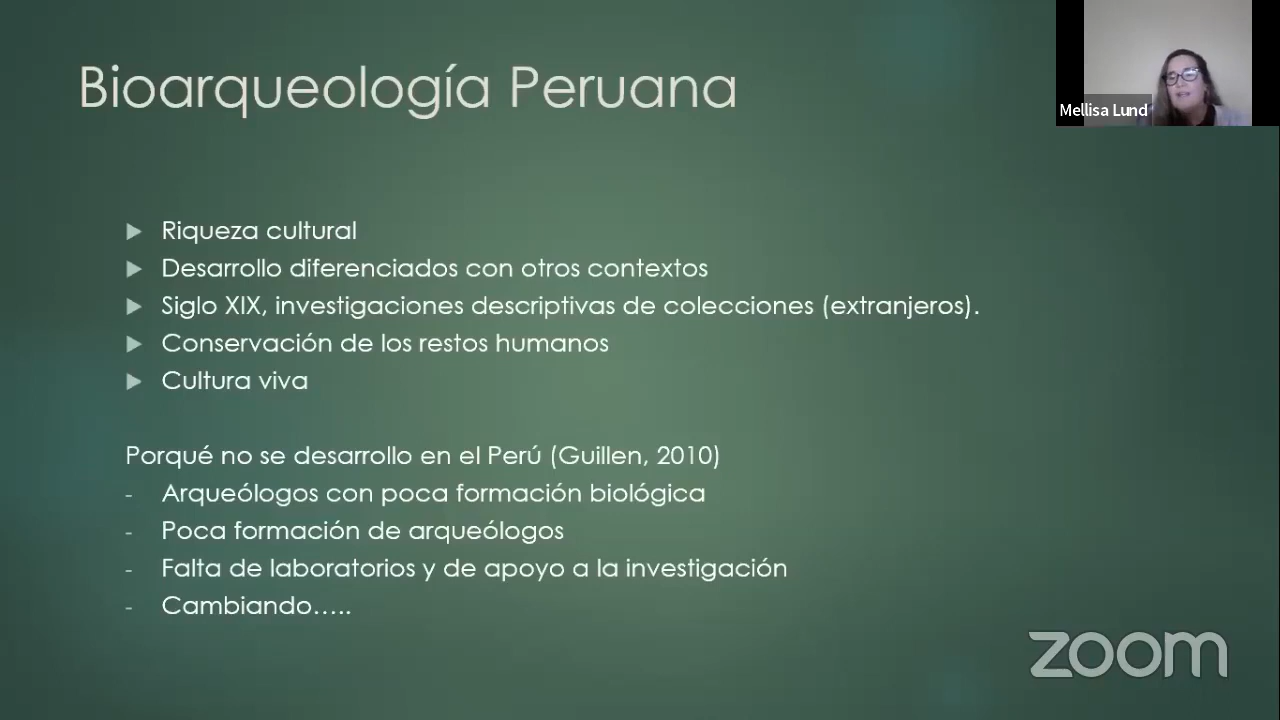 Bioarqueología Peruana
Mellisa Lund
Riqueza cultural
Desarrollo diferenciados con otros contextos
Siglo XIX, investigaciones descriptivas de colecciones (extranjeros).
Conservación de los restos humanos
Cultura viva
Porqué no se desarrollo en el Perú (Guillen, 2010)
- Arqueólogos con poca formación biológica
- Poca formación de arqueólogos
- Falta de laboratorios y de apoyo a la investigación
- Cambiando.....
zoom